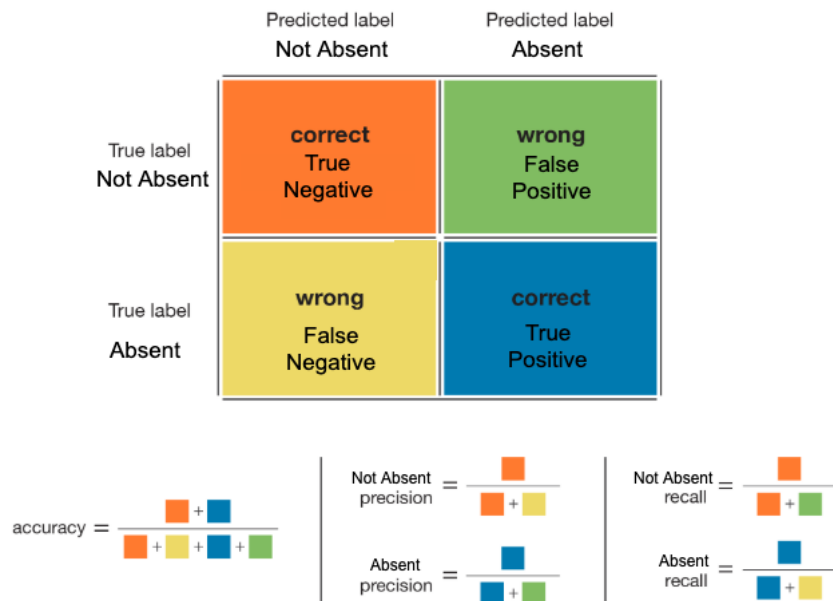 Predicted label
Not Absent
Predicted label
Absent
True label
Not Absent
correct
True
Negative
wrong
False
Positive
True label
Absent
wrong
False
Negative
correct
True
Positive
accuracy = + + + +
Not Absent
precision = +
Absent
precision = +
Not Absent
recall = +
Absent
recall = +